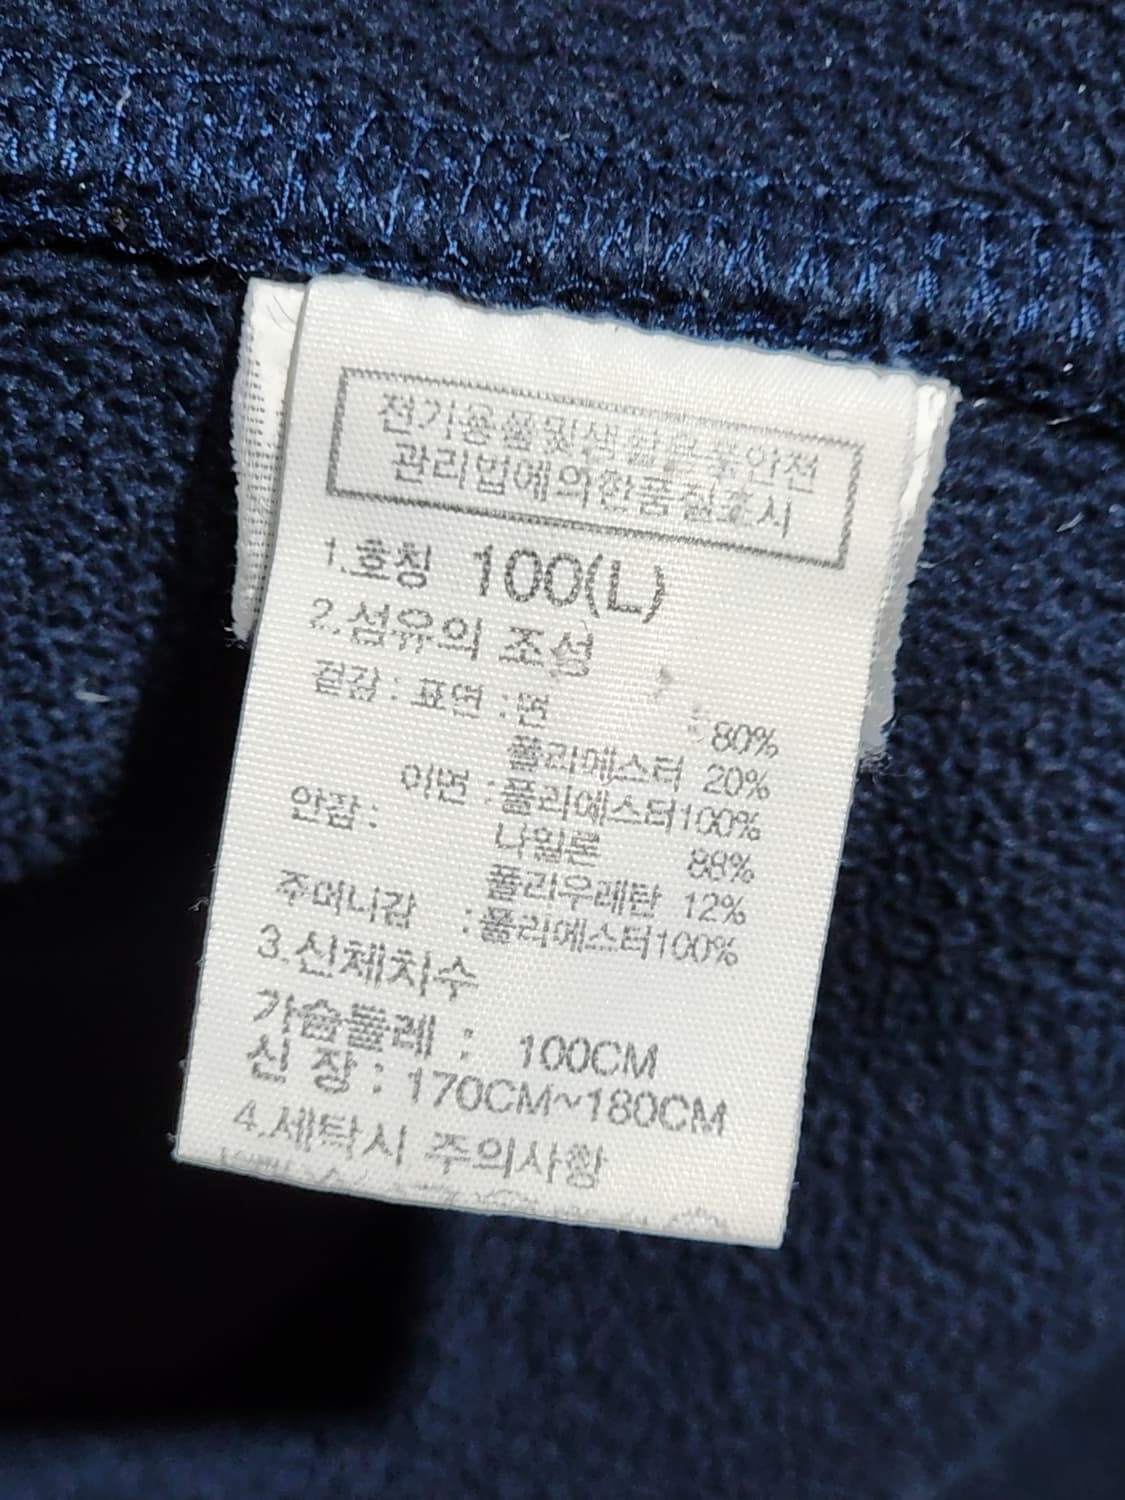 전기용품및생활용품안전
관리법에의한품질표시
1.호칭 100(L)
2.섬유의 조성
겉감 : 표면 : 면 80%
폴리에스터 20%
이면 : 폴리에스터100%
안감 : 나일론 88%
폴리우레탄 12%
주머니감 : 폴리에스터100%
3.신체치수
가슴둘레 : 100CM
신 장 : 170CM~180CM
4.세탁시 주의사항